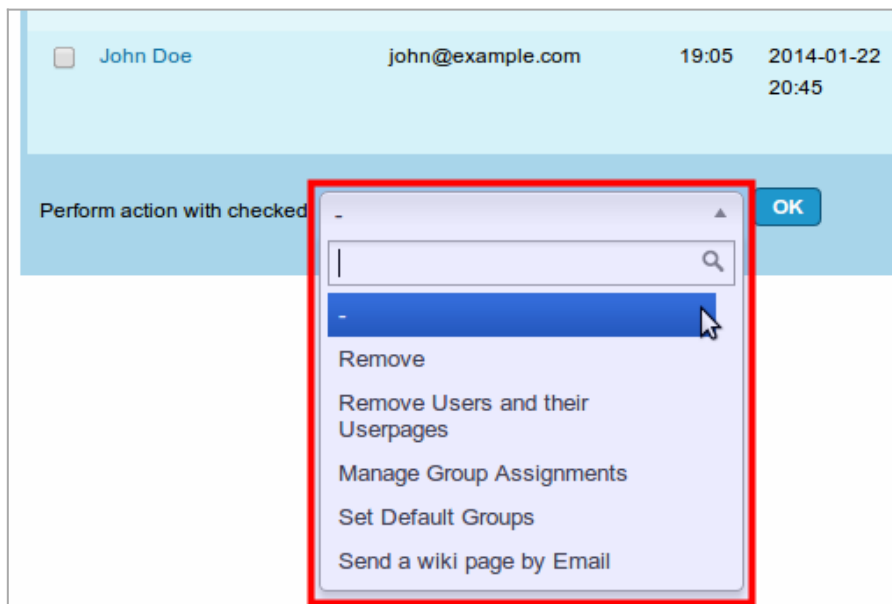 John Doe john@example.com 19:05 2014-01-22
20:45
Perform action with checked - OK
-
Remove
Remove Users and their
Userpages
Manage Group Assignments
Set Default Groups
Send a wiki page by Email